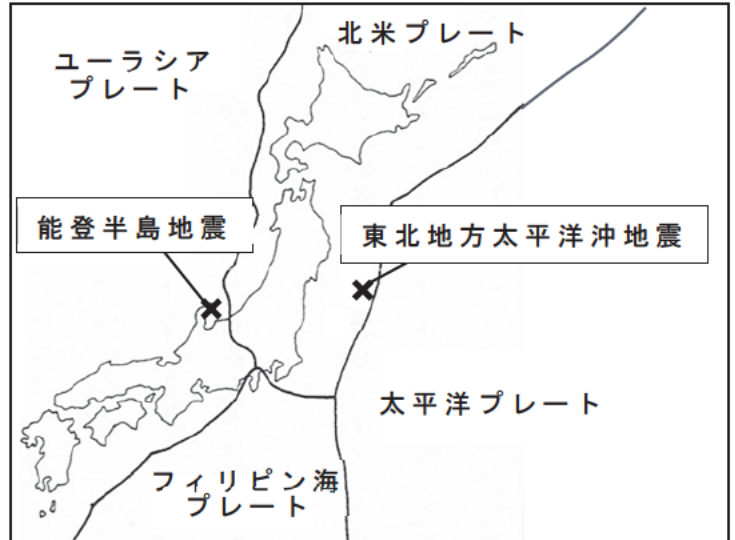 北米プレート
ユーラシア
プレート
能登半島地震
東北地方太平洋沖地震
太平洋プレート
フィリピン海
プレート